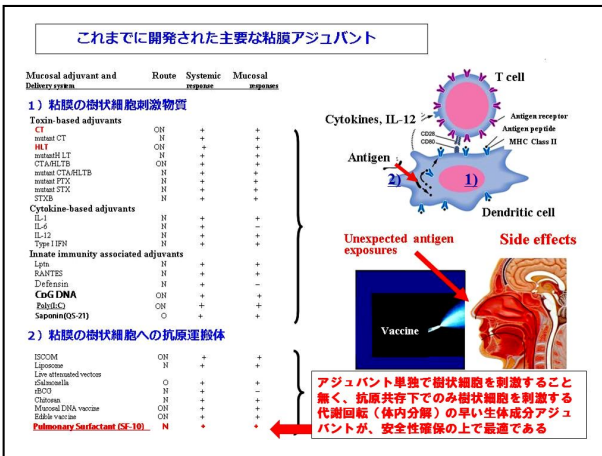 これまでに開発された主要な粘膜アジュバント
Mucosal adjuvant and Route Systemic Mucosal
Delivery system response responses
1）粘膜の樹状細胞刺激物質
Toxin-based adjuvants
CT ON + +
mutant CT N + +
HLT ON + +
mutantH LT N + +
CTA/HLTB ON + +
mutant CTA/HLTB N + +
mutant PTX N + +
mutant STX N + +
STXB N + +
Cytokine-based adjuvants
IL-1 N + +
IL-6 N + −
IL-12 N + +
Type I IFN N + +
Innate immunity associated adjuvants
Lptn N + +
RANTES N + +
Defensin N + −
CpG DNA ON + +
Poly(I:C) ON + +
Saponin(QS-21) O + +
2）粘膜の樹状細胞への抗原運搬体
ISCOM ON + +
Liposome N + +
Live attenuated vectors
rSalmonella O + +
rBCG N − −
Chitosan N + +
Mucosal DNA vaccine ON + +
Edible vaccine ON + +
Pulmonary Surfactant (SF-10) N + +
T cell
Cytokines, IL-12
CD28
CD80
Antigen receptor
Antigen peptide
MHC Class II
Antigen
2)
1)
Dendritic cell
Unexpected antigen
exposures
Side effects
Vaccine
アジュバント単独で樹状細胞を刺激すること
無く、抗原共存下でのみ樹状細胞を刺激する
代謝回転（体内分解）の早い生体成分アジュ
バントが、安全性確保の上で最適である